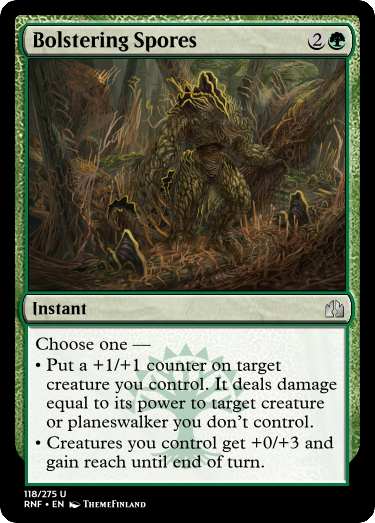 Bolstering Spores 2
Instant
Choose one —
• Put a +1/+1 counter on target
creature you control. It deals damage
equal to its power to target creature
or planeswalker you don't control.
• Creatures you control get +0/+3 and
gain reach until end of turn.
118/275 U
RNF • EN ThemeFinland